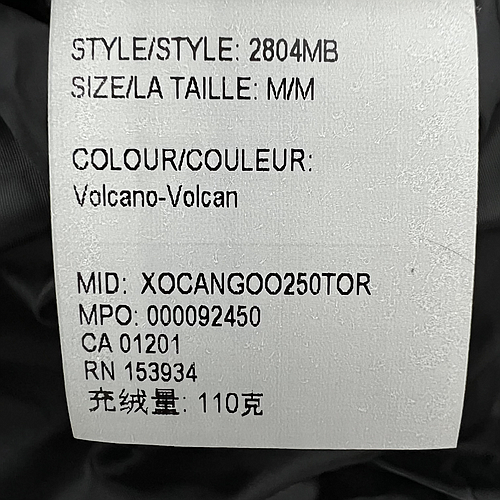 STYLE/STYLE: 2804MB
SIZE/LA TAILLE: M/M
COLOUR/COULEUR:
Volcano-Volcan
MID: XOCANGOO250TOR
MPO: 000092450
CA 01201
RN 153934
充绒量: 110克